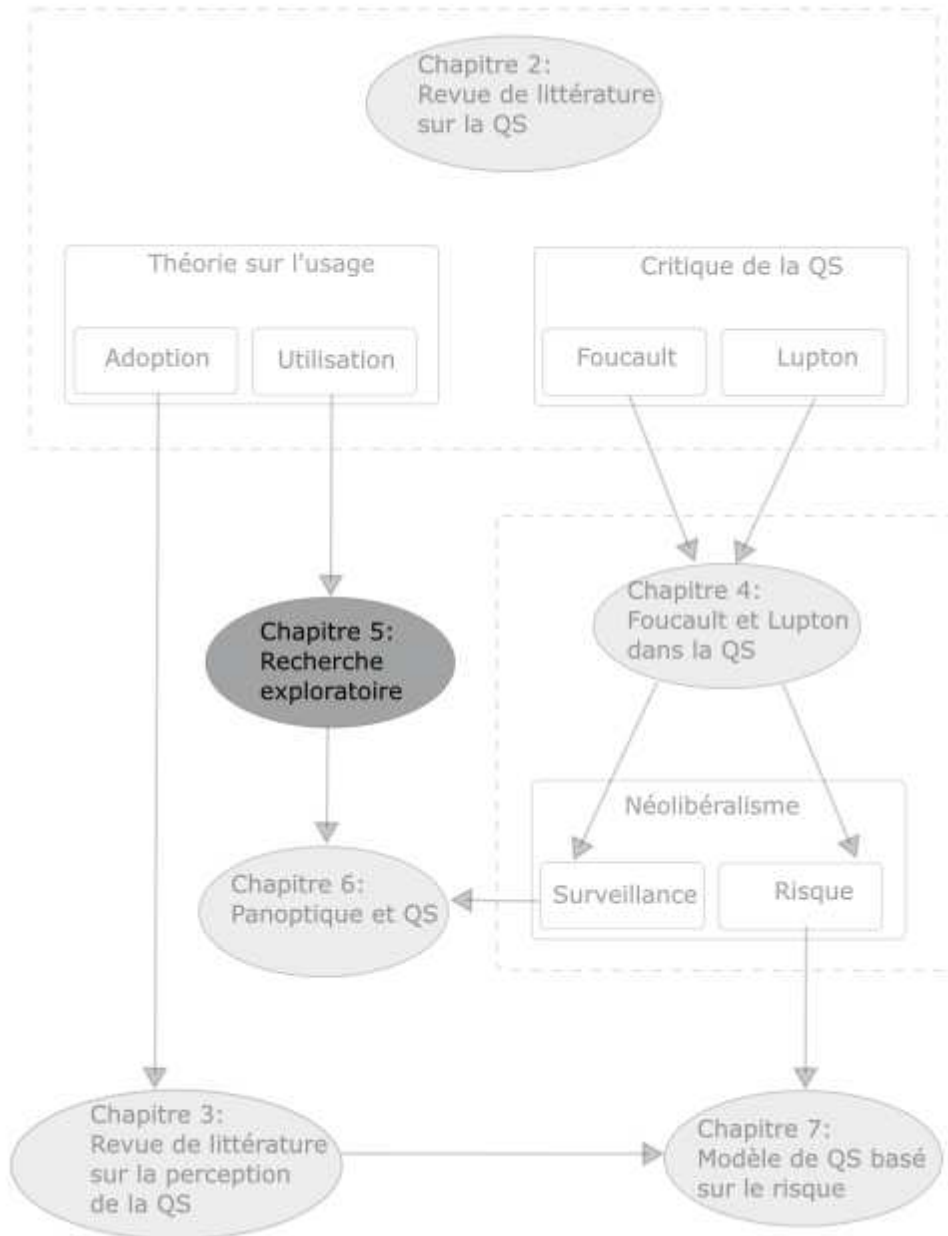 Chapitre 2:
Revue de littérature
sur la QS
Théorie sur l'usage
Critique de la QS
Adoption
Utilisation
Foucault
Lupton
Chapitre 4:
Foucault et Lupton
dans la QS
Chapitre 5:
Recherche
exploratoire
Néolibéralisme
Surveillance
Risque
Chapitre 6:
Panoptique et QS
Chapitre 3:
Revue de littérature
sur la perception
de la QS
Chapitre 7:
Modèle de QS basé
sur le risque